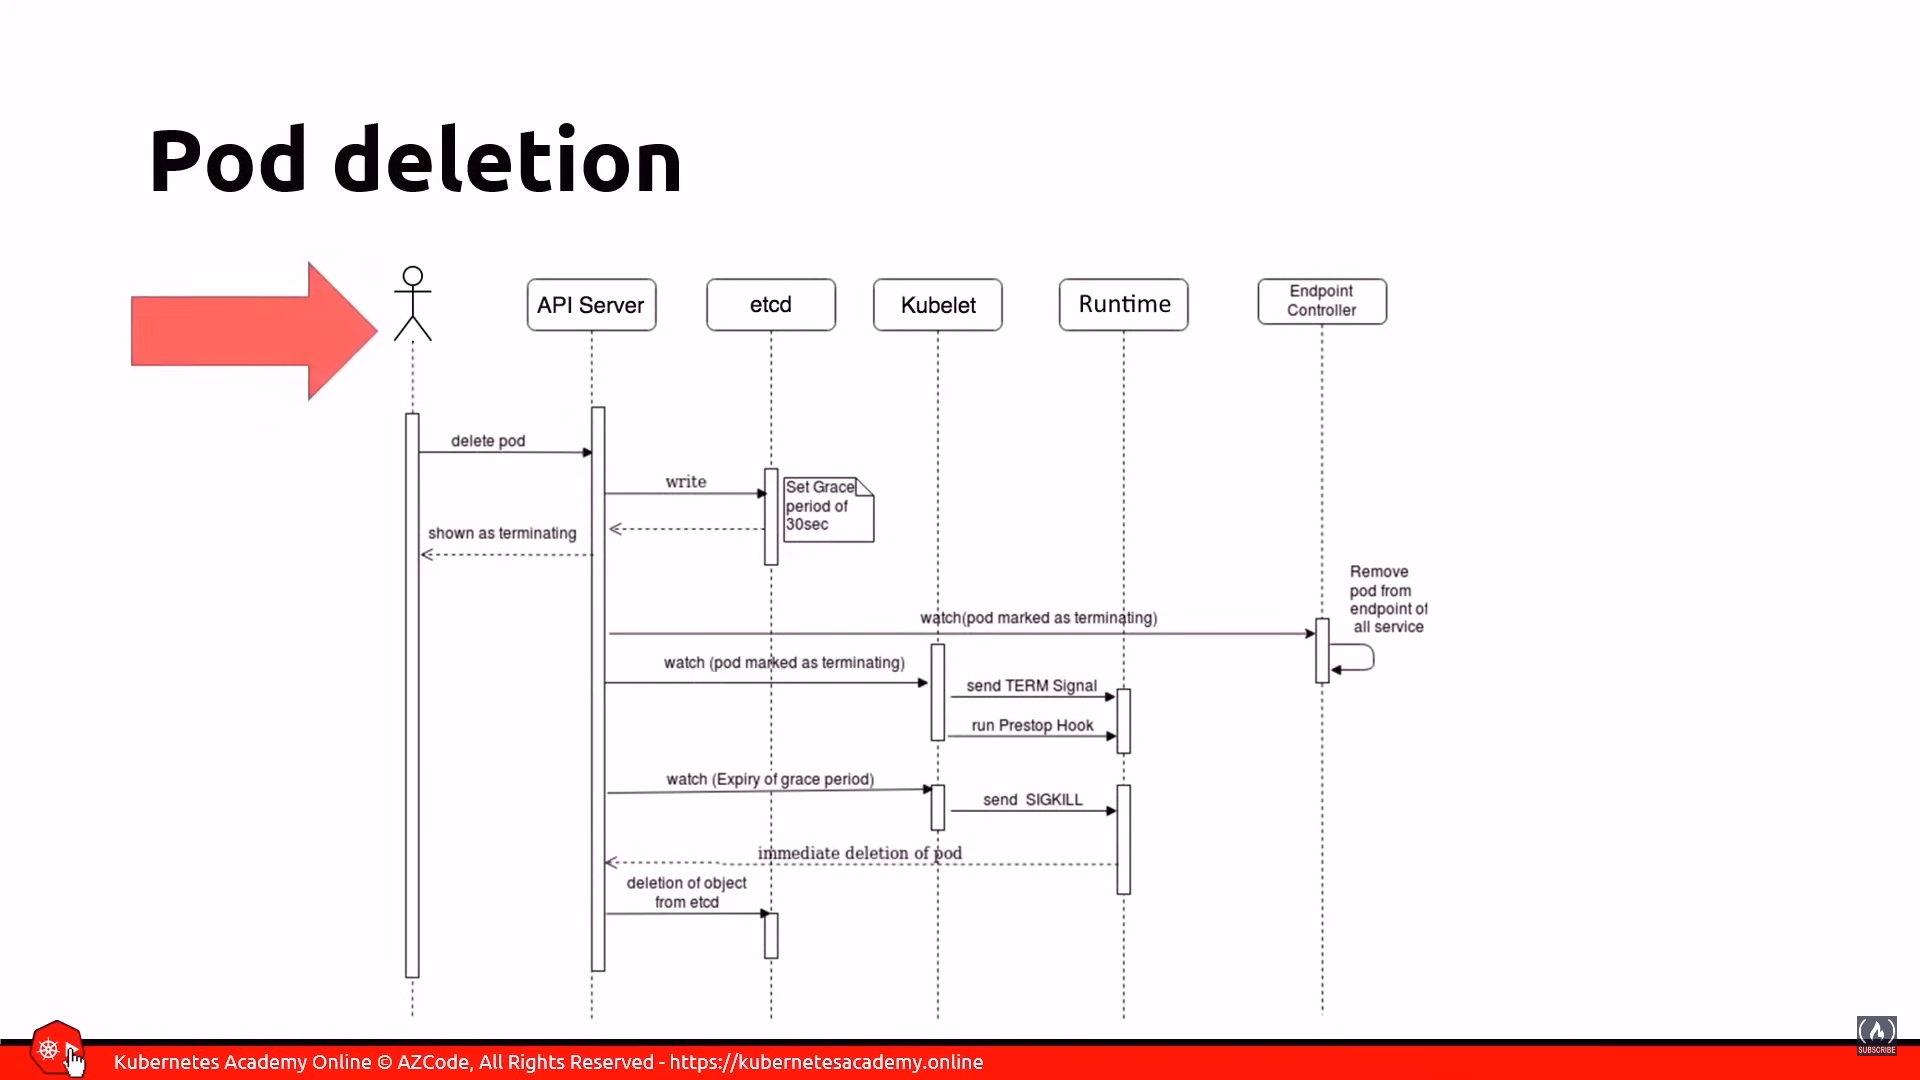 Pod deletion
API Server
etcd
Kubelet
Runtime
Endpoint
Controller
delete pod
write
Set Grace
period of
30sec
shown as terminating
Remove
pod from
endpoint of
all service
watch(pod marked as terminating)
watch (pod marked as terminating)
send TERM Signal
run Prestop Hook
watch (Expiry of grace period)
send SIGKILL
immediate deletion of pod
deletion of object
from etcd
Kubernetes Academy Online © AZCode, All Rights Reserved - https://kubernetesacademy.online
SUBSCRIBE